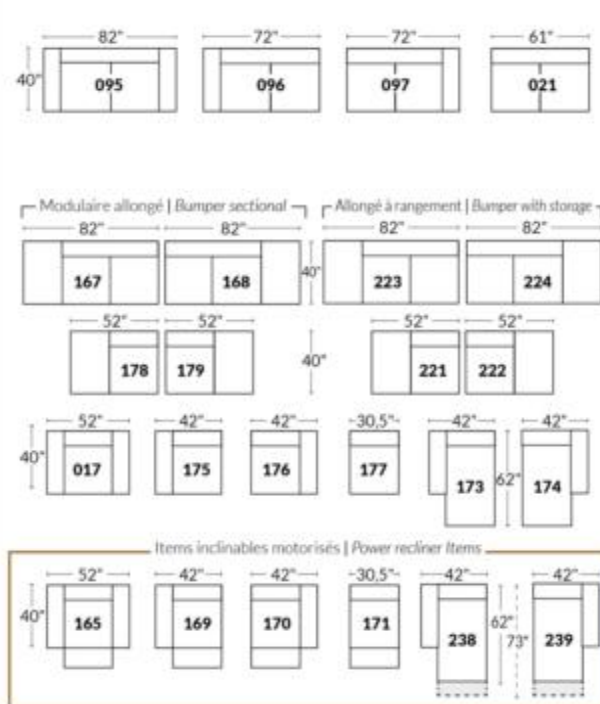 82" 72" 72" 61"
40" 095 096 097 021
Modulaire allongé | Bumper sectional Allongé à rangement | Bumper with storage
82" 82" 82" 82"
167 168 40" 223 224
52" 52" 52" 52"
178 179 40" 221 222
52" 42" 42" 30,5" 42" 42"
40" 017 175 176 177 173 62" 174
Items inclinables motorisés | Power recliner Items
52" 42" 42" 30,5" 42" 42"
40" 165 169 170 171 238 62" 73" 239